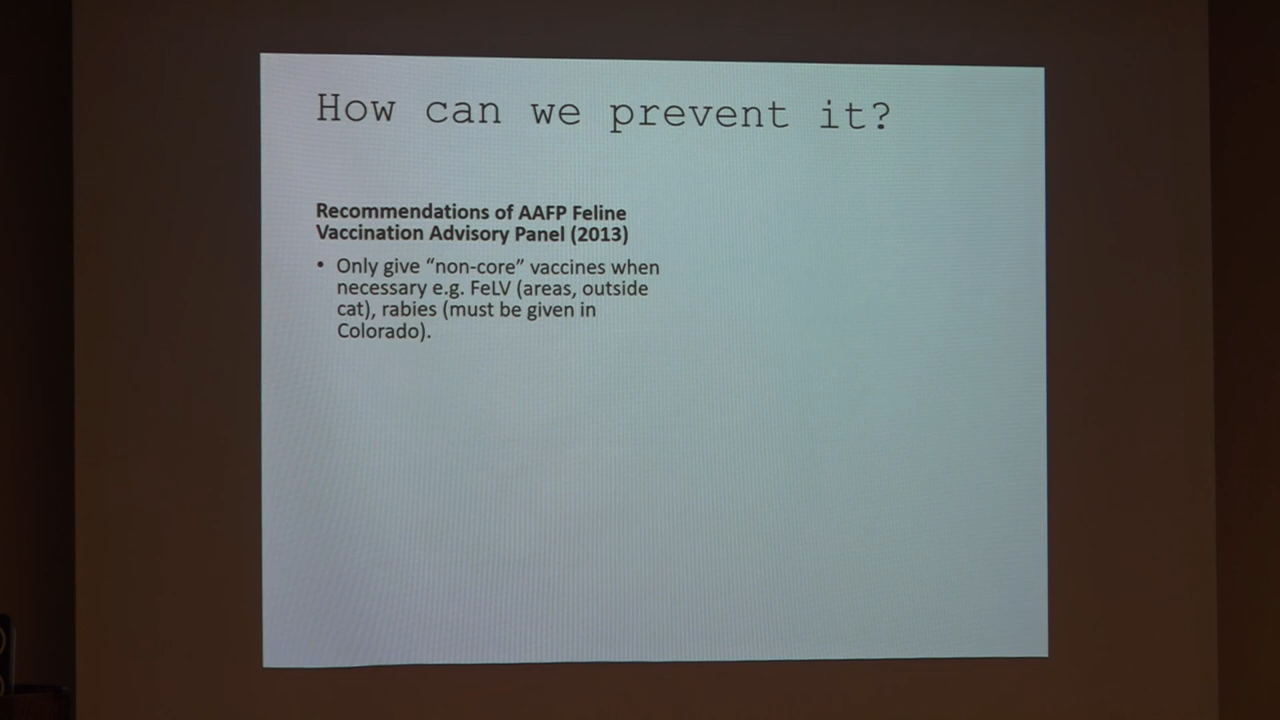 How can we prevent it?
Recommendations of AAFP Feline
Vaccination Advisory Panel (2013)
• Only give “non-core” vaccines when
necessary e.g. FeLV (areas, outside
cat), rabies (must be given in
Colorado).